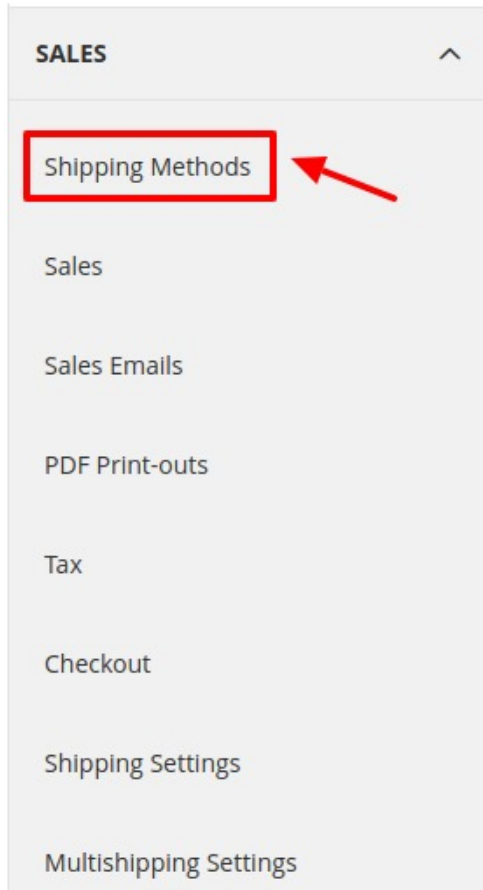 SALES
Shipping Methods
Sales
Sales Emails
PDF Print-outs
Tax
Checkout
Shipping Settings
Multishipping Settings